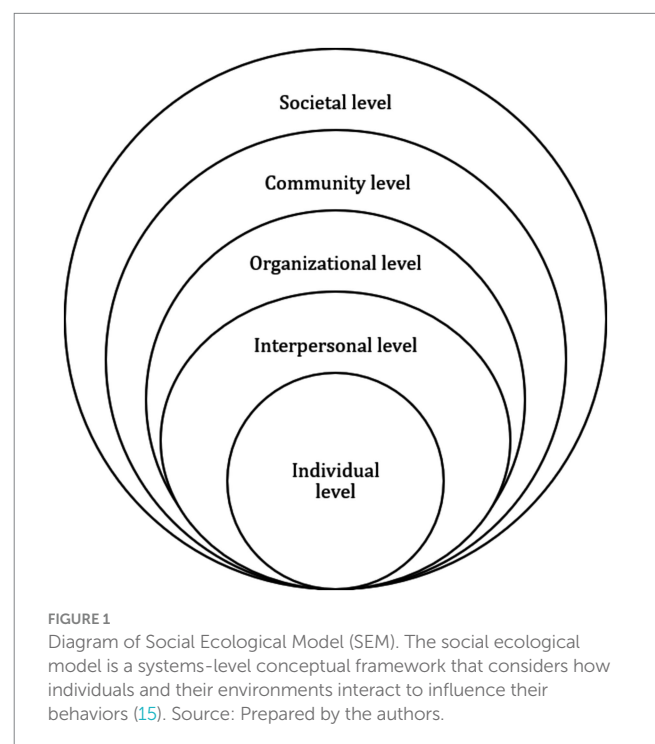 Societal level
Community level
Organizational level
Interpersonal level
Individual
level
FIGURE 1
Diagram of Social Ecological Model (SEM). The social ecological
model is a systems-level conceptual framework that considers how
individuals and their environments interact to influence their
behaviors (15). Source: Prepared by the authors.